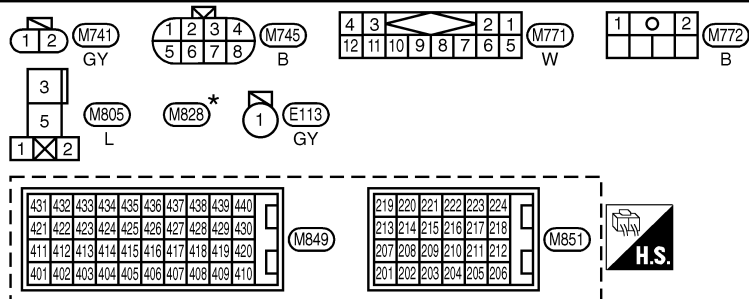 1 2 M741 GY
1 2 3 4
5 6 7 8
M745 B
4 3 2 1
12 11 10 9 8 7 6 5
M771 W
1 2
M772 B
3
5
1 2
M805 L
M828 *
1 E113 GY
431 432 433 434 435 436 437 438 439 440
421 422 423 424 425 426 427 428 429 430
411 412 413 414 415 416 417 418 419 420
401 402 403 404 405 406 407 408 409 410
M849
219 220 221 222 223 224
213 214 215 216 217 218
207 208 209 210 211 212
201 202 203 204 205 206
M851
H.S.